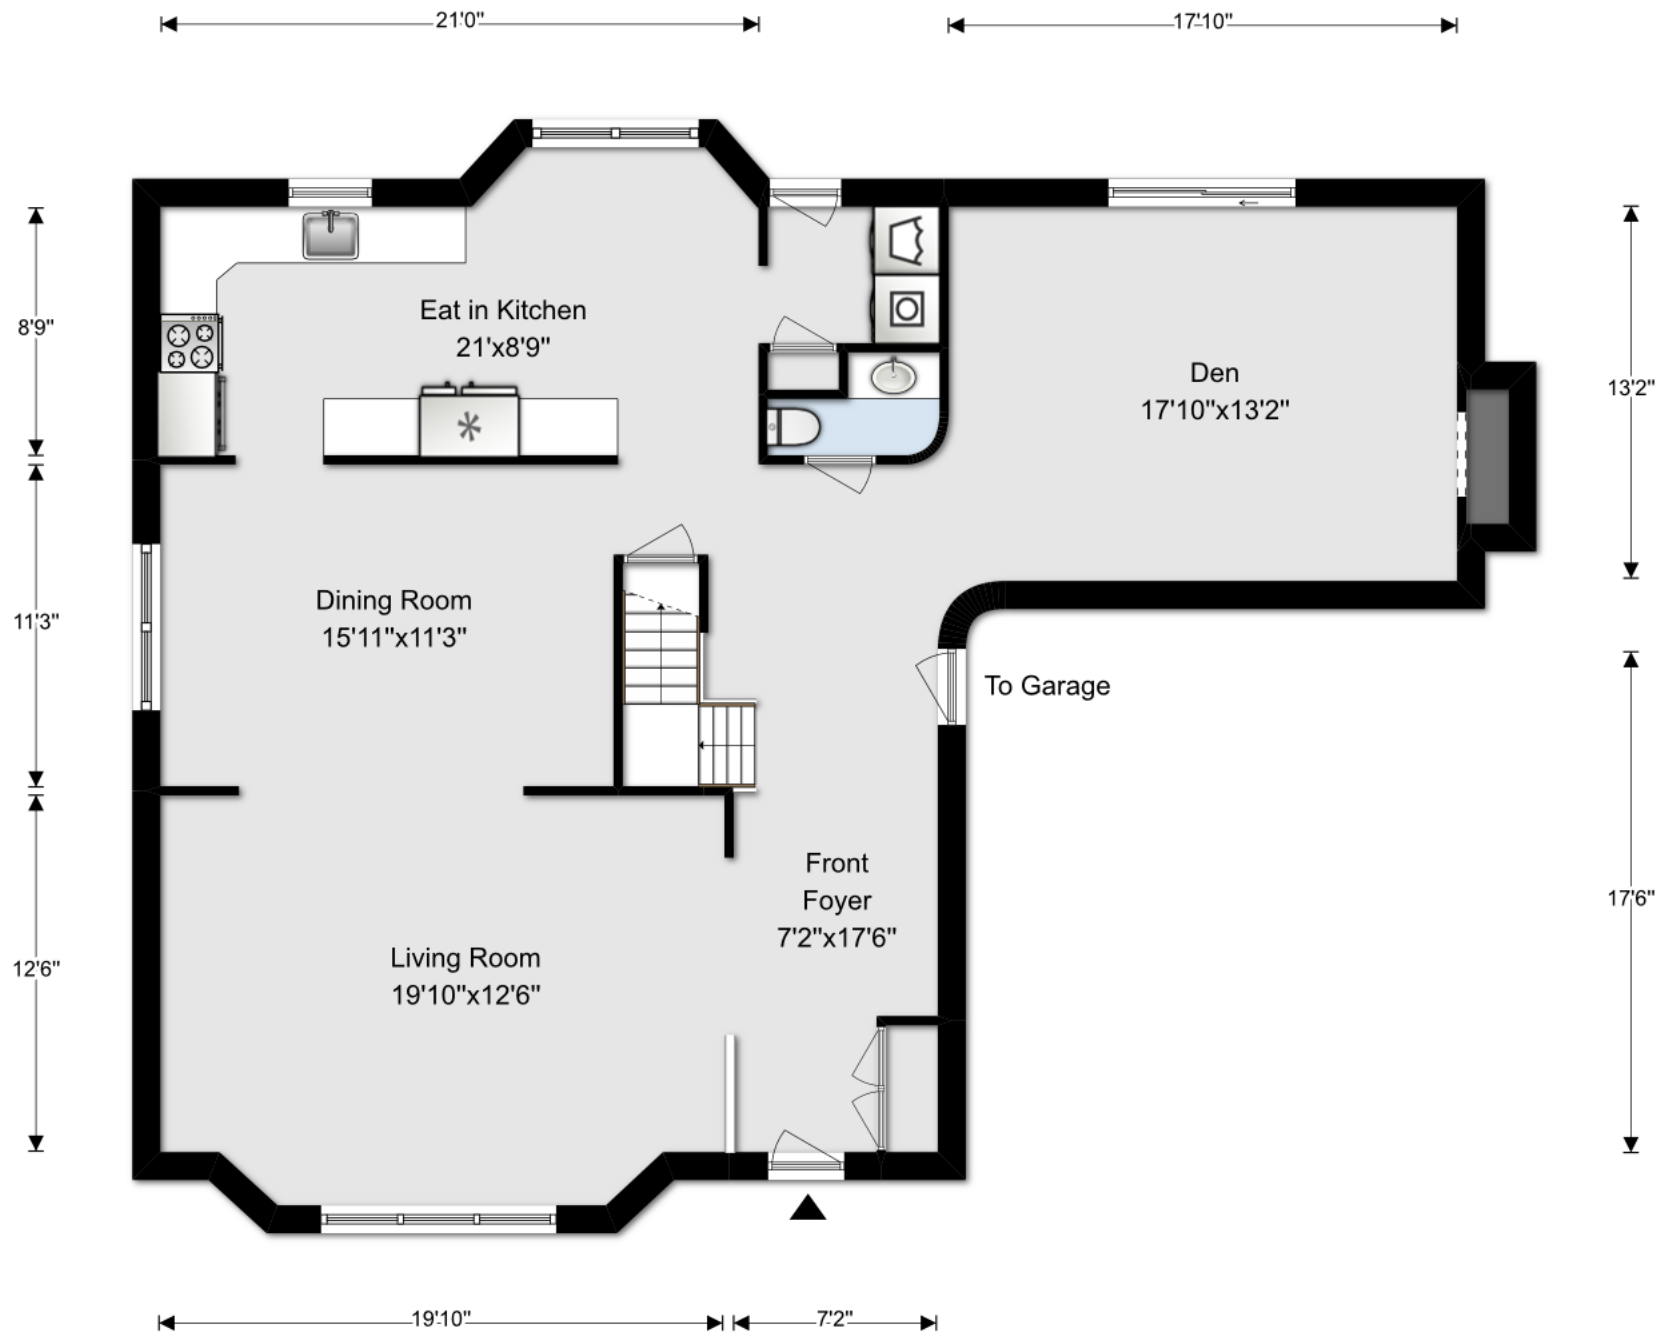 21'0"
17'10"
8'9"
Eat in Kitchen
21'x8'9"
Den
17'10"x13'2"
13'2"
11'3"
Dining Room
15'11"x11'3"
To Garage
Front
Foyer
7'2"x17'6"
17'6"
12'6"
Living Room
19'10"x12'6"
19'10"
7'2"